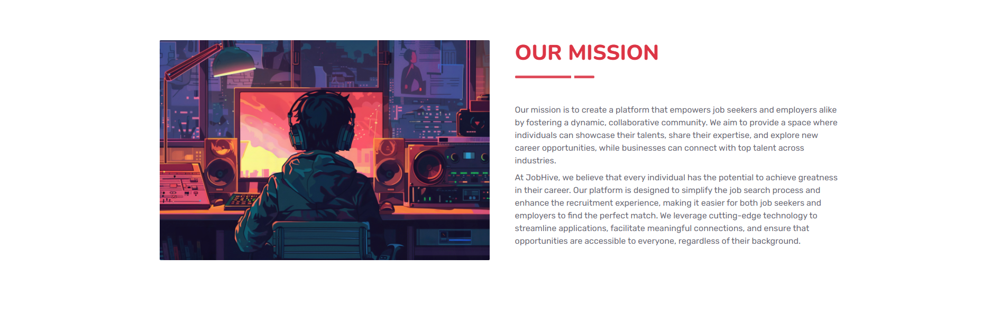 OUR MISSION
Our mission is to create a platform that empowers job seekers and employers alike
by fostering a dynamic, collaborative community. We aim to provide a space where
individuals can showcase their talents, share their expertise, and explore new
career opportunities, while businesses can connect with top talent across
industries.
At JobHive, we believe that every individual has the potential to achieve greatness
in their career. Our platform is designed to simplify the job search process and
enhance the recruitment experience, making it easier for both job seekers and
employers to find the perfect match. We leverage cutting-edge technology to
streamline applications, facilitate meaningful connections, and ensure that
opportunities are accessible to everyone, regardless of their background.